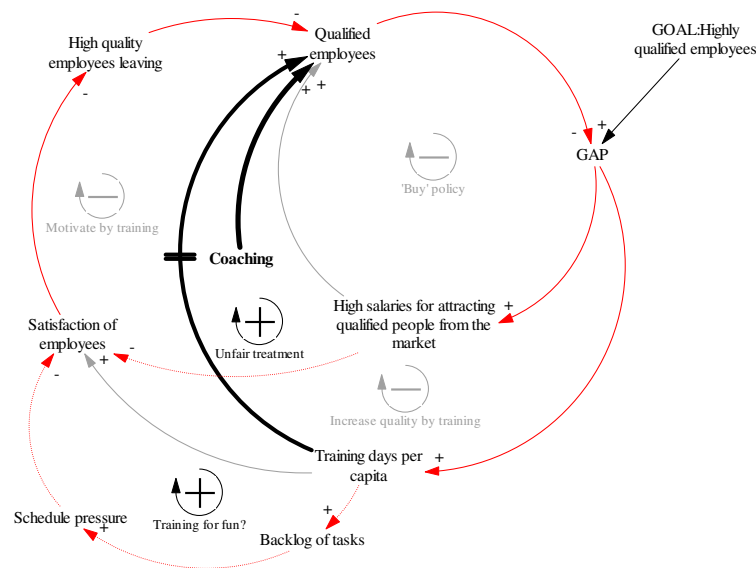 High quality
employees leaving
-
-
Qualified
employees
+
+
+
GOAL:Highly
qualified employees
-
+
GAP
'Buy' policy
Motivate by training
Coaching
High salaries for attracting
qualified people from the
market
+
Satisfaction of
employees
+
-
-
Unfair treatment
Increase quality by training
Training days per
capita
+
Training for fun?
Schedule pressure
+
Backlog of tasks
+